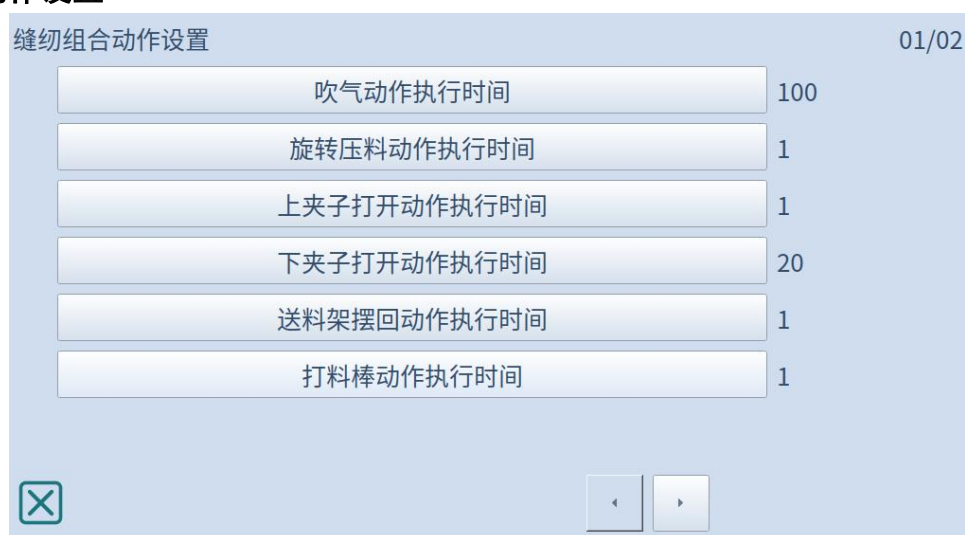 缝纫组合动作设置
01/02
吹气动作执行时间
100
旋转压料动作执行时间
1
上夹子打开动作执行时间
1
下夹子打开动作执行时间
20
送料架摆回动作执行时间
1
打料棒动作执行时间
1